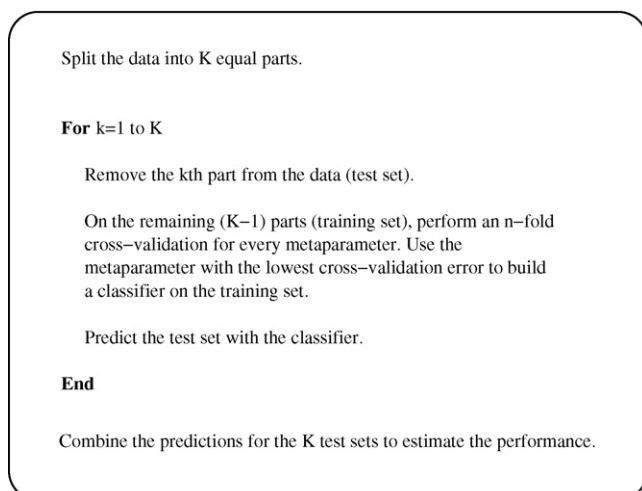 Split the data into K equal parts.
For k=1 to K
Remove the kth part from the data (test set).
On the remaining (K−1) parts (training set), perform an n−fold
cross−validation for every metaparameter. Use the
metaparameter with the lowest cross−validation error to build
a classifier on the training set.
Predict the test set with the classifier.
End
Combine the predictions for the K test sets to estimate the performance.